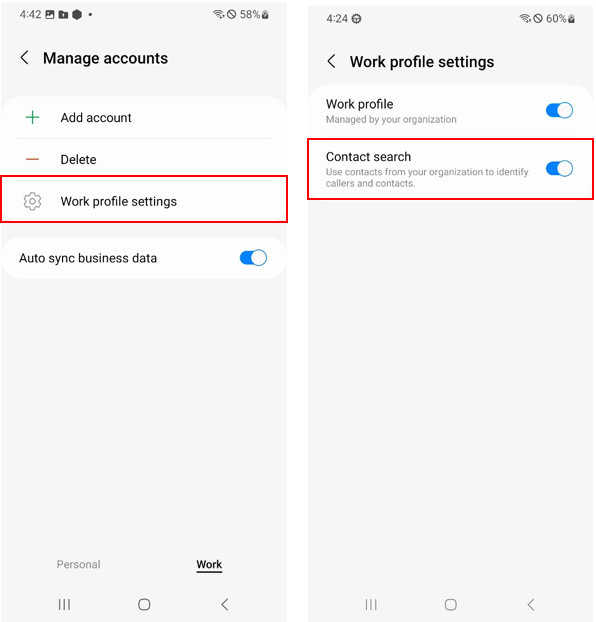 4:42
58%
Manage accounts
Add account
Delete
Work profile settings
Auto sync business data
Personal
Work
4:24
60%
Work profile settings
Work profile
Managed by your organization
Contact search
Use contacts from your organization to identify
callers and contacts.